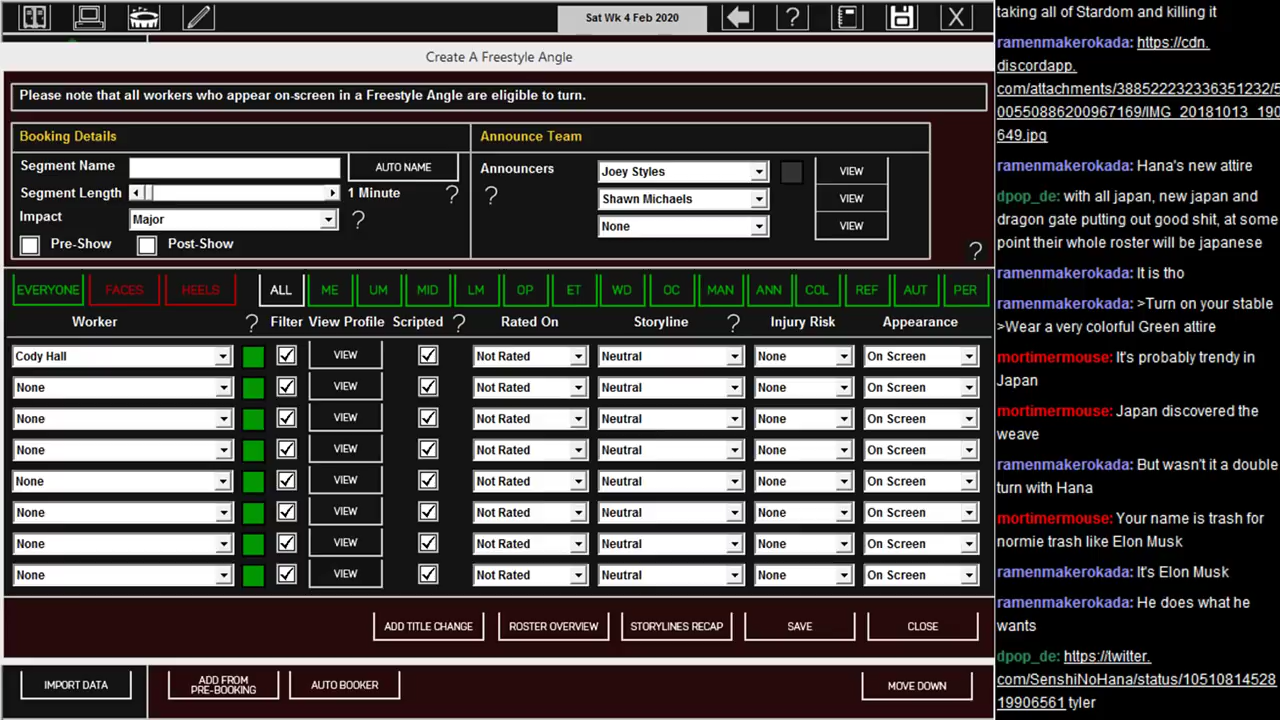 Sat Wk 4 Feb 2020
?
X
Create A Freestyle Angle
Please note that all workers who appear on-screen in a Freestyle Angle are eligible to turn.
Booking Details
Segment Name
AUTO NAME
Segment Length
1 Minute
?
Impact
Major
?
Pre-Show
Post-Show
Announce Team
Announcers
?
Joey Styles
VIEW
Shawn Michaels
VIEW
None
VIEW
?
EVERYONE FACES HEELS ALL ME UM MID LM OP ET WD OC MAN ANN COL REF AUT PER
Worker ? Filter View Profile Scripted ? Rated On Storyline ? Injury Risk Appearance
Cody Hall VIEW Not Rated Neutral None On Screen
None VIEW Not Rated Neutral None On Screen
None VIEW Not Rated Neutral None On Screen
None VIEW Not Rated Neutral None On Screen
None VIEW Not Rated Neutral None On Screen
None VIEW Not Rated Neutral None On Screen
None VIEW Not Rated Neutral None On Screen
None VIEW Not Rated Neutral None On Screen
ADD TITLE CHANGE ROSTER OVERVIEW STORYLINES RECAP SAVE CLOSE
IMPORT DATA
ADD FROM
PRE-BOOKING
AUTO BOOKER
MOVE DOWN
taking all of Stardom and killing it
ramenmakerokada: https://cdn.
discordapp.
com/attachments/388522232336351232/5
00550886200967169/IMG_20181013_190
649.jpq
ramenmakerokada: Hana's new attire
dpop_de: with all japan, new japan and
dragon gate putting out good shit, at some
point their whole roster will be japanese
ramenmakerokada: It is tho
ramenmakerokada: >Turn on your stable
>Wear a very colorful Green attire
mortimermouse: It's probably trendy in
Japan
mortimermouse: Japan discovered the
weave
ramenmakerokada: But wasn't it a double
turn with Hana
mortimermouse: Your name is trash for
normie trash like Elon Musk
ramenmakerokada: It's Elon Musk
ramenmakerokada: He does what he
wants
dpop_de: https://twitter.
com/SenshiNoHana/status/10510814528
19906561 tyler